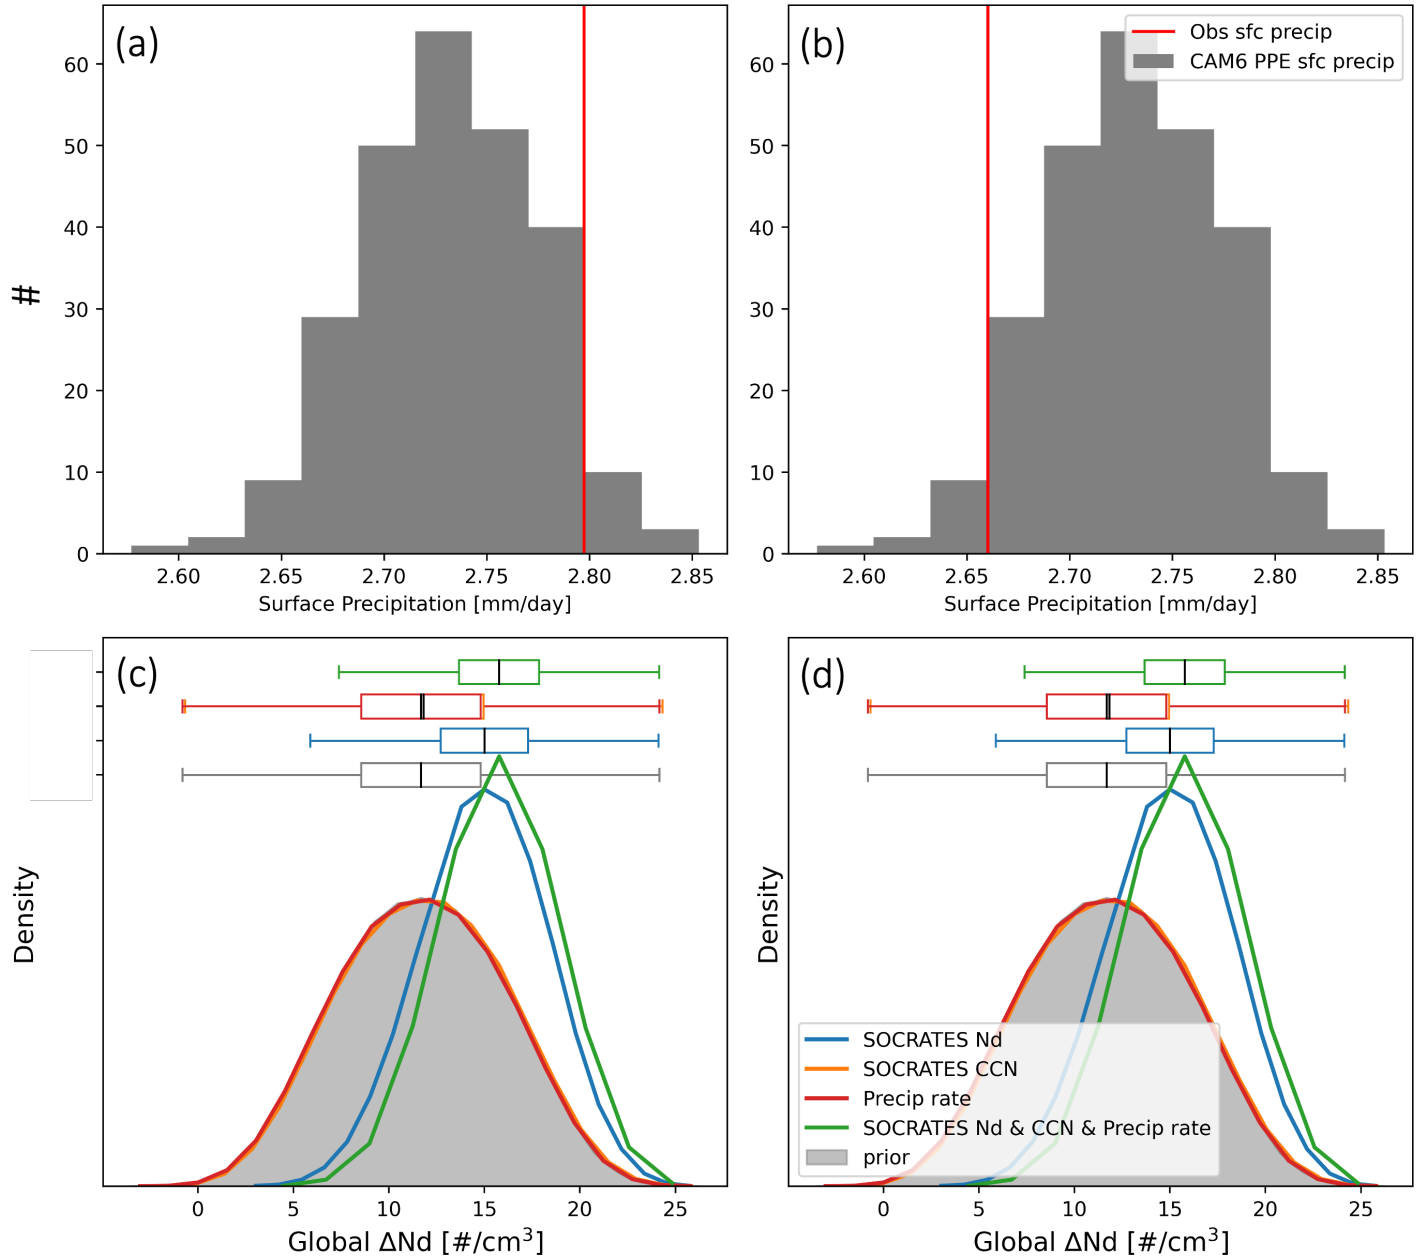 (a)
60
50
40
30
20
10
0
#
2.60 2.65 2.70 2.75 2.80 2.85
Surface Precipitation [mm/day]
(b)
Obs sfc precip
CAM6 PPE sfc precip
60
50
40
30
20
10
0
2.60 2.65 2.70 2.75 2.80 2.85
Surface Precipitation [mm/day]
(c)
Density
0 5 10 15 20 25
Global ΔNd [#/cm³]
(d)
Density
SOCRATES Nd
SOCRATES CCN
Precip rate
SOCRATES Nd & CCN & Precip rate
prior
0 5 10 15 20 25
Global ΔNd [#/cm³]